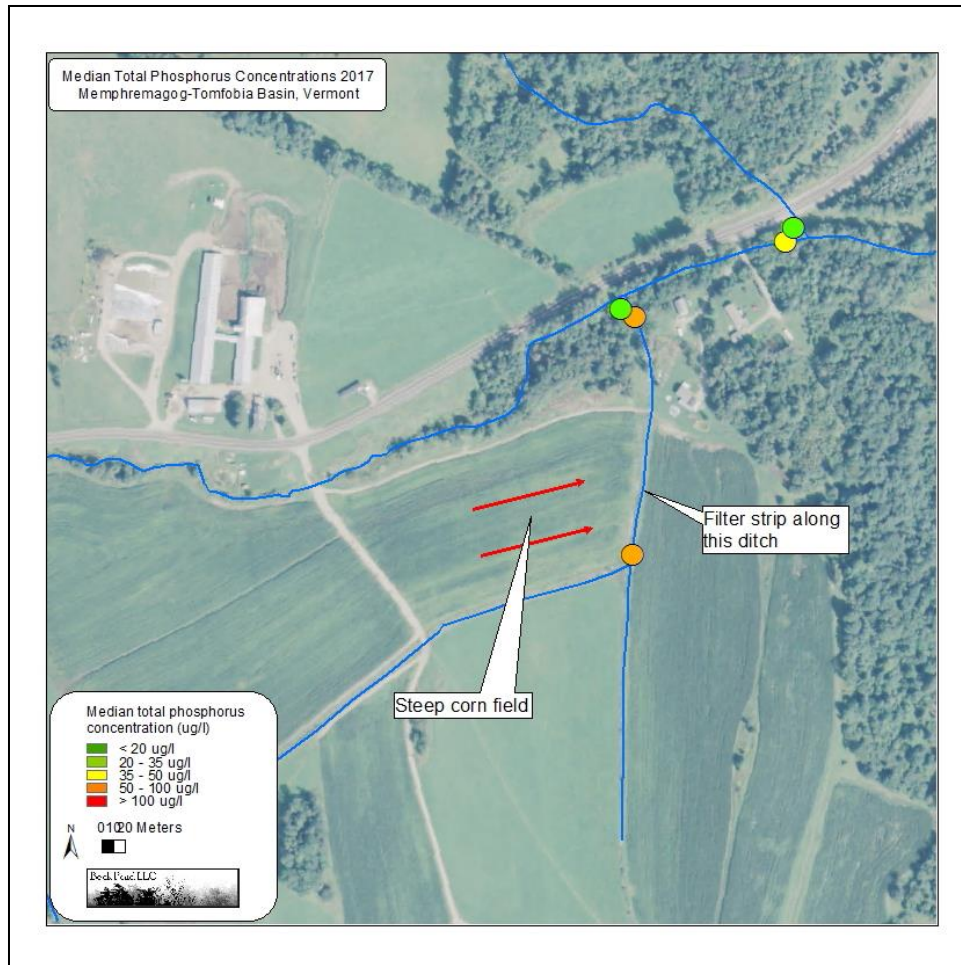 Median Total Phosphorus Concentrations 2017
Memphremagog-Tomfobia Basin, Vermont
Filter strip along
this ditch
Steep corn field
Median total phosphorus
concentration (ug/l)
< 20 ug/l
20 - 35 ug/l
35 - 50 ug/l
50 - 100 ug/l
> 100 ug/l
N
01020 Meters
Beck Pond LLC